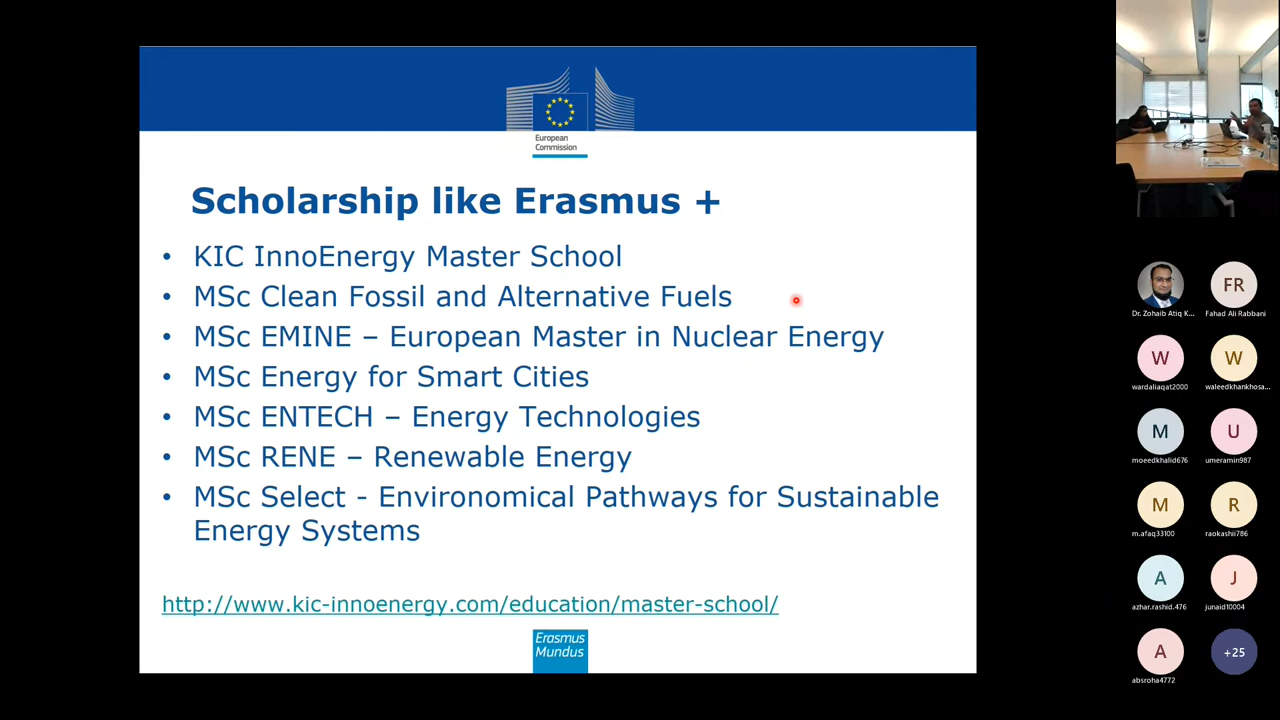 European
Commission
Scholarship like Erasmus +
• KIC InnoEnergy Master School
• MSc Clean Fossil and Alternative Fuels
• MSc EMINE – European Master in Nuclear Energy
• MSc Energy for Smart Cities
• MSc ENTECH – Energy Technologies
• MSc RENE – Renewable Energy
• MSc Select - Environomical Pathways for Sustainable
Energy Systems
http://www.kic-innoenergy.com/education/master-school/
Erasmus
Mundus
Dr. Zohaib Atiq K...
FR
Fahad Ali Rabbani
W
wardaliaqat2000
W
waleedkhankhosa...
M
moeedkhalid676
U
umeramin987
M
m.afaq33100
R
raokashii786
A
azhar.rashid.476
J
junaid10004
A
absroha4772
+25